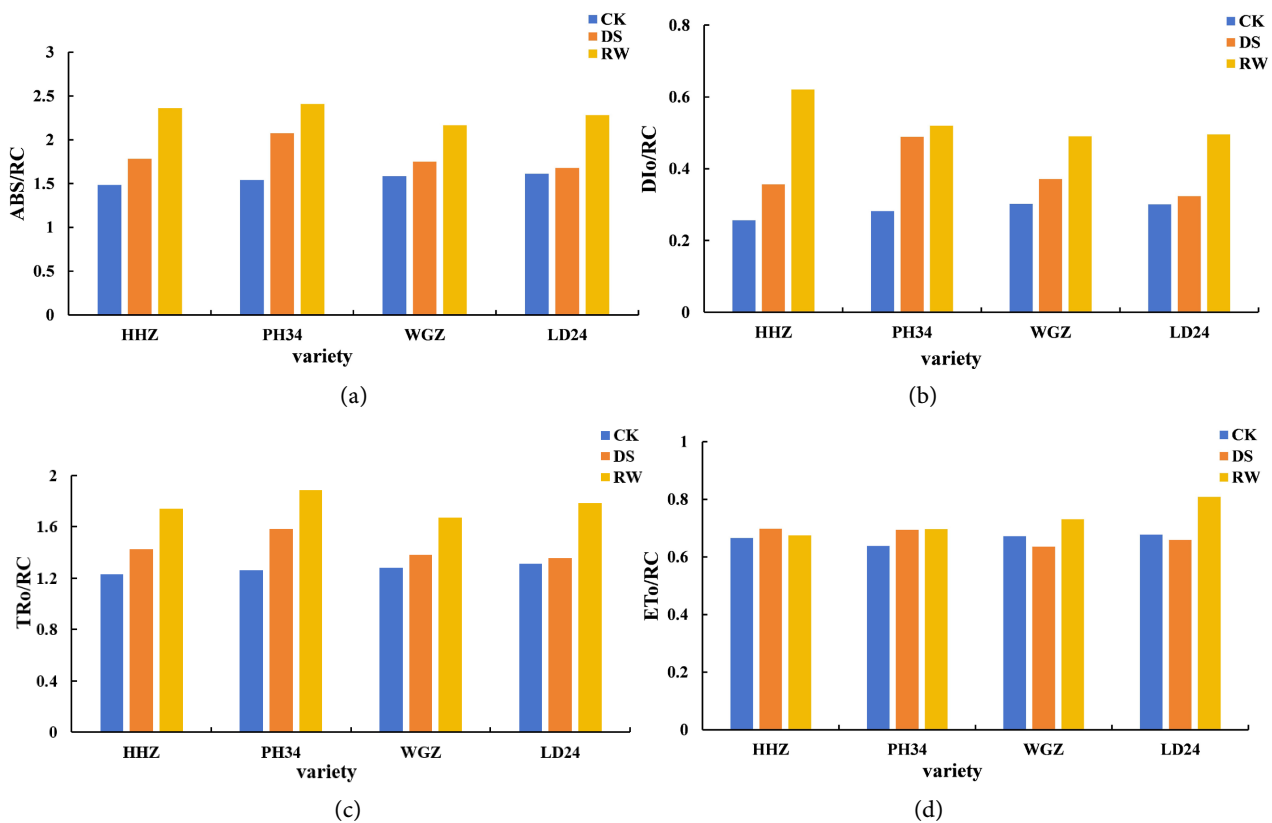 CK
DS
RW
3
2.5
2
1.5
1
0.5
0
ABS/RC
HHZ PH34 WGZ LD24
variety
(a)
CK
DS
RW
0.8
0.6
0.4
0.2
0
DIo/RC
HHZ PH34 WGZ LD24
variety
(b)
CK
DS
RW
2
1.6
1.2
0.8
0.4
0
TRo/RC
HHZ PH34 WGZ LD24
variety
(c)
CK
DS
RW
1
0.8
0.6
0.4
0.2
0
ETo/RC
HHZ PH34 WGZ LD24
variety
(d)